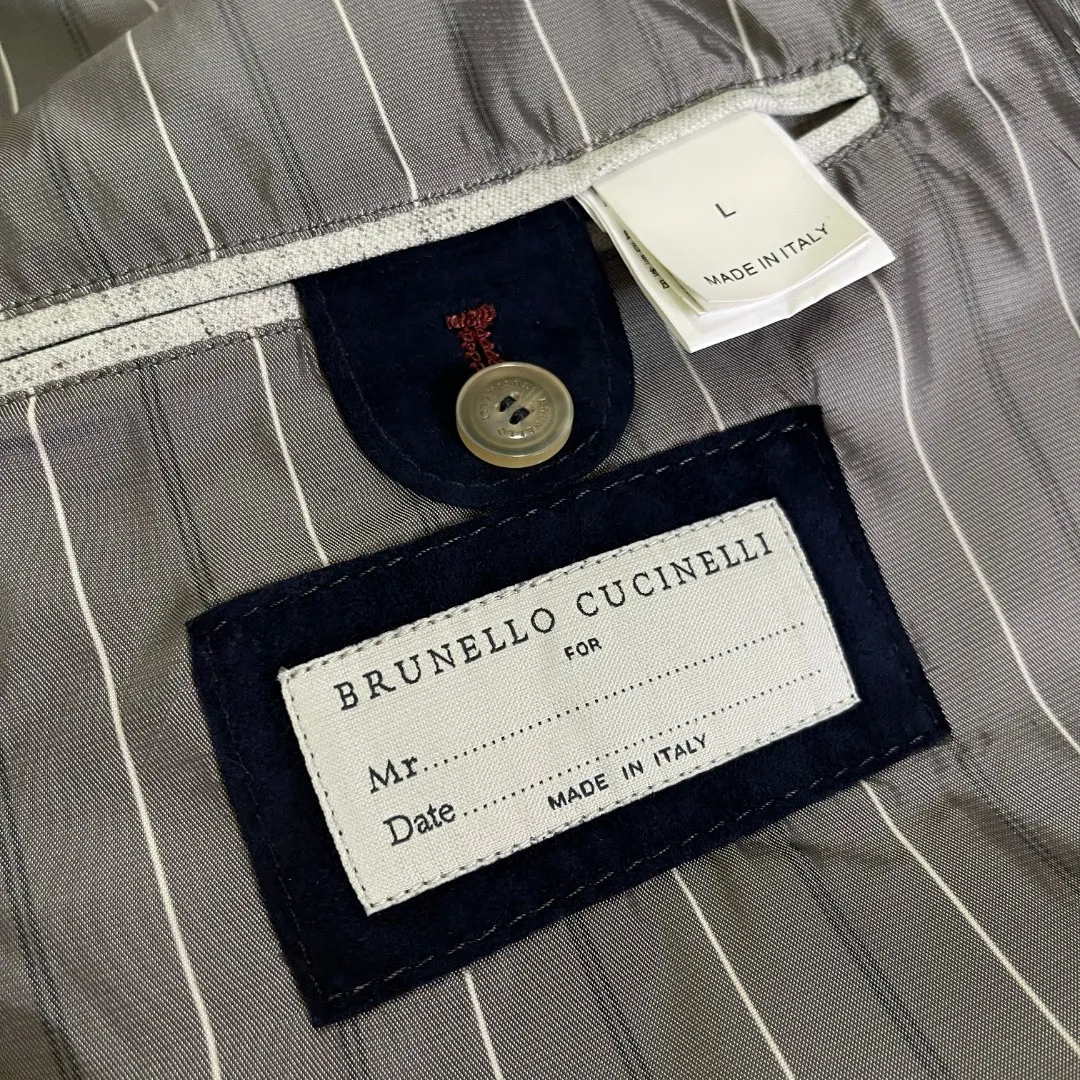 L
MADE IN ITALY
BRUNELLO CUCINELLI
FOR
Mr
Date
MADE IN ITALY